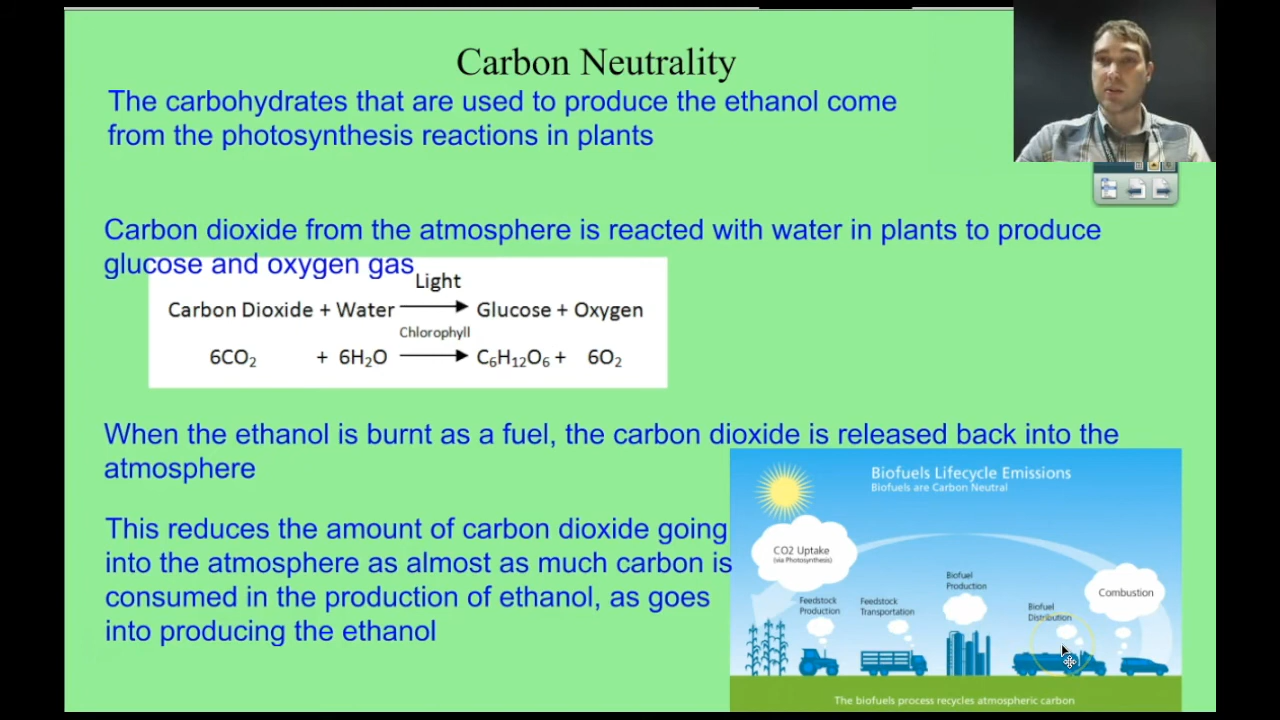 Carbon Neutrality
The carbohydrates that are used to produce the ethanol come
from the photosynthesis reactions in plants
Carbon dioxide from the atmosphere is reacted with water in plants to produce
glucose and oxygen gas
Light
Carbon Dioxide + Water Glucose + Oxygen
Chlorophyll
6CO₂ + 6H₂O C₆H₁₂O₆ + 6O₂
When the ethanol is burnt as a fuel, the carbon dioxide is released back into the
atmosphere
This reduces the amount of carbon dioxide going
into the atmosphere as almost as much carbon is
consumed in the production of ethanol, as goes
into producing the ethanol
Biofuels Lifecycle Emissions
Biofuels are Carbon Neutral
CO2 Uptake
(via Photosynthesis)
Feedstock
Production
Feedstock
Transportation
Biofuel
Production
Biofuel
Distribution
Combustion
The biofuels process recycles atmospheric carbon